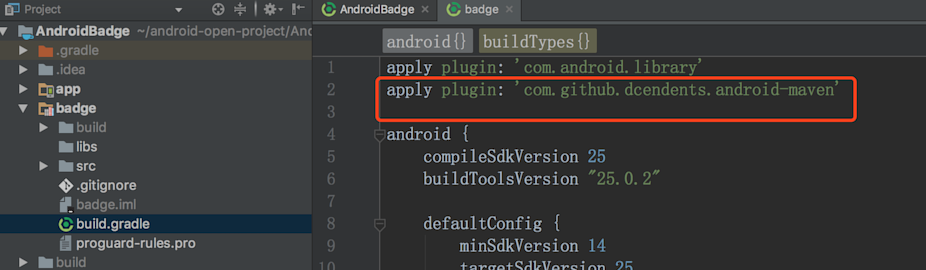 Project
AndroidBadge ~/android-open-project/And
.gradle
.idea
app
badge
build
libs
src
.gitignore
badge.iml
build.gradle
proguard-rules.pro
build
AndroidBadge
badge
android{} buildTypes{}
1 apply plugin: 'com.android.library'
2 apply plugin: 'com.github.dcendents.android-maven'
3
4 android {
5 compileSdkVersion 25
6 buildToolsVersion "25.0.2"
7
8 defaultConfig {
9 minSdkVersion 14
10 targetSdkVersion 25